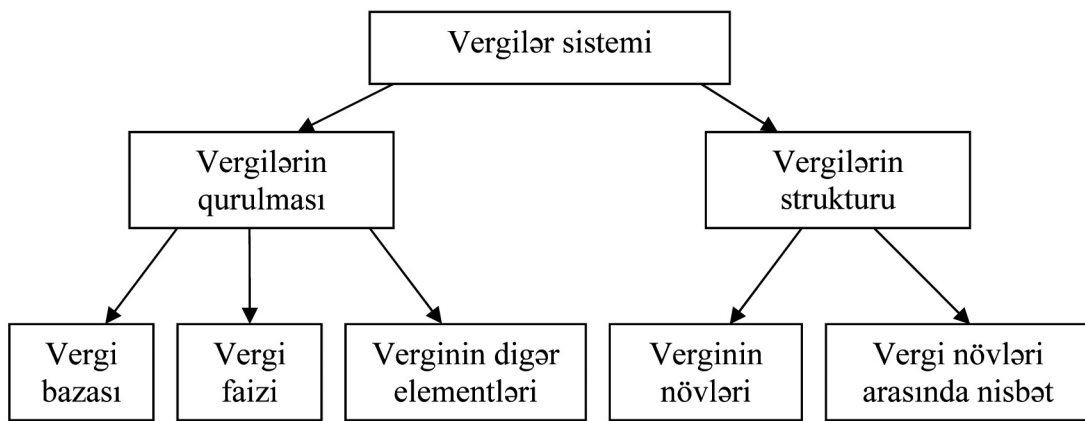 Vergilər sistemi
Vergilərin
qurulması
Vergilərin
strukturu
Vergi
bazası
Vergi
faizi
Verginin digər
elementləri
Verginin
növləri
Vergi növləri
arasında nisbət